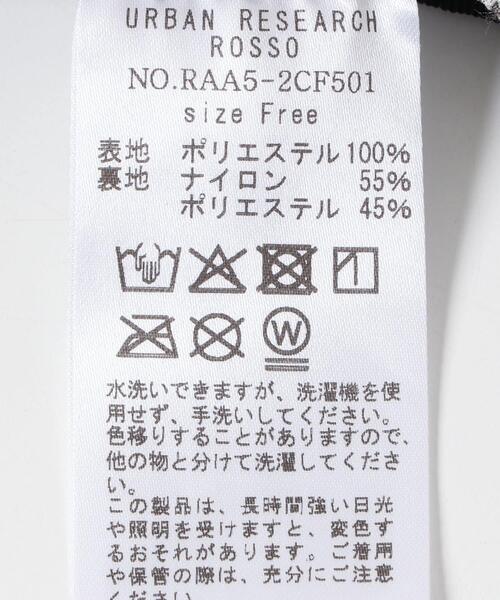 URBAN RESEARCH
ROSSO
NO.RAA5-2CF501
size Free
表地 ポリエステル 100%
裏地 ナイロン 55%
ポリエステル 45%
W
水洗いできますが、洗濯機を使
用せず、手洗いしてください。
色移りすることがありますので、
他の物と分けて洗濯してくださ
い。
この製品は、長時間強い日光
や照明を受けますと、変色す
るおそれがあります。ご着用
や保管の際は、充分にご注意
ください。